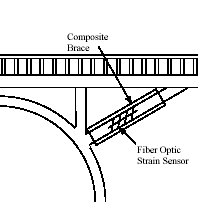 Composite
Brace
Fiber Optic
Strain Sensor